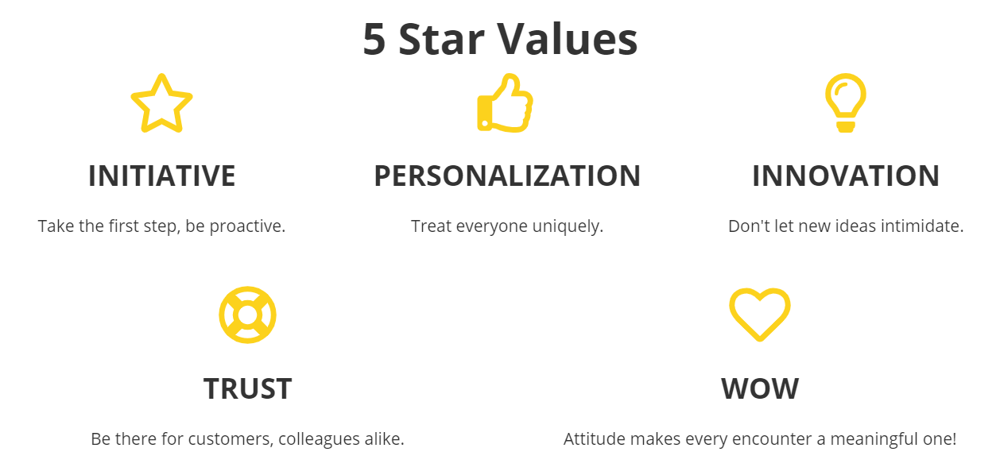 5 Star Values
INITIATIVE
Take the first step, be proactive.
PERSONALIZATION
Treat everyone uniquely.
INNOVATION
Don't let new ideas intimidate.
TRUST
Be there for customers, colleagues alike.
WOW
Attitude makes every encounter a meaningful one!